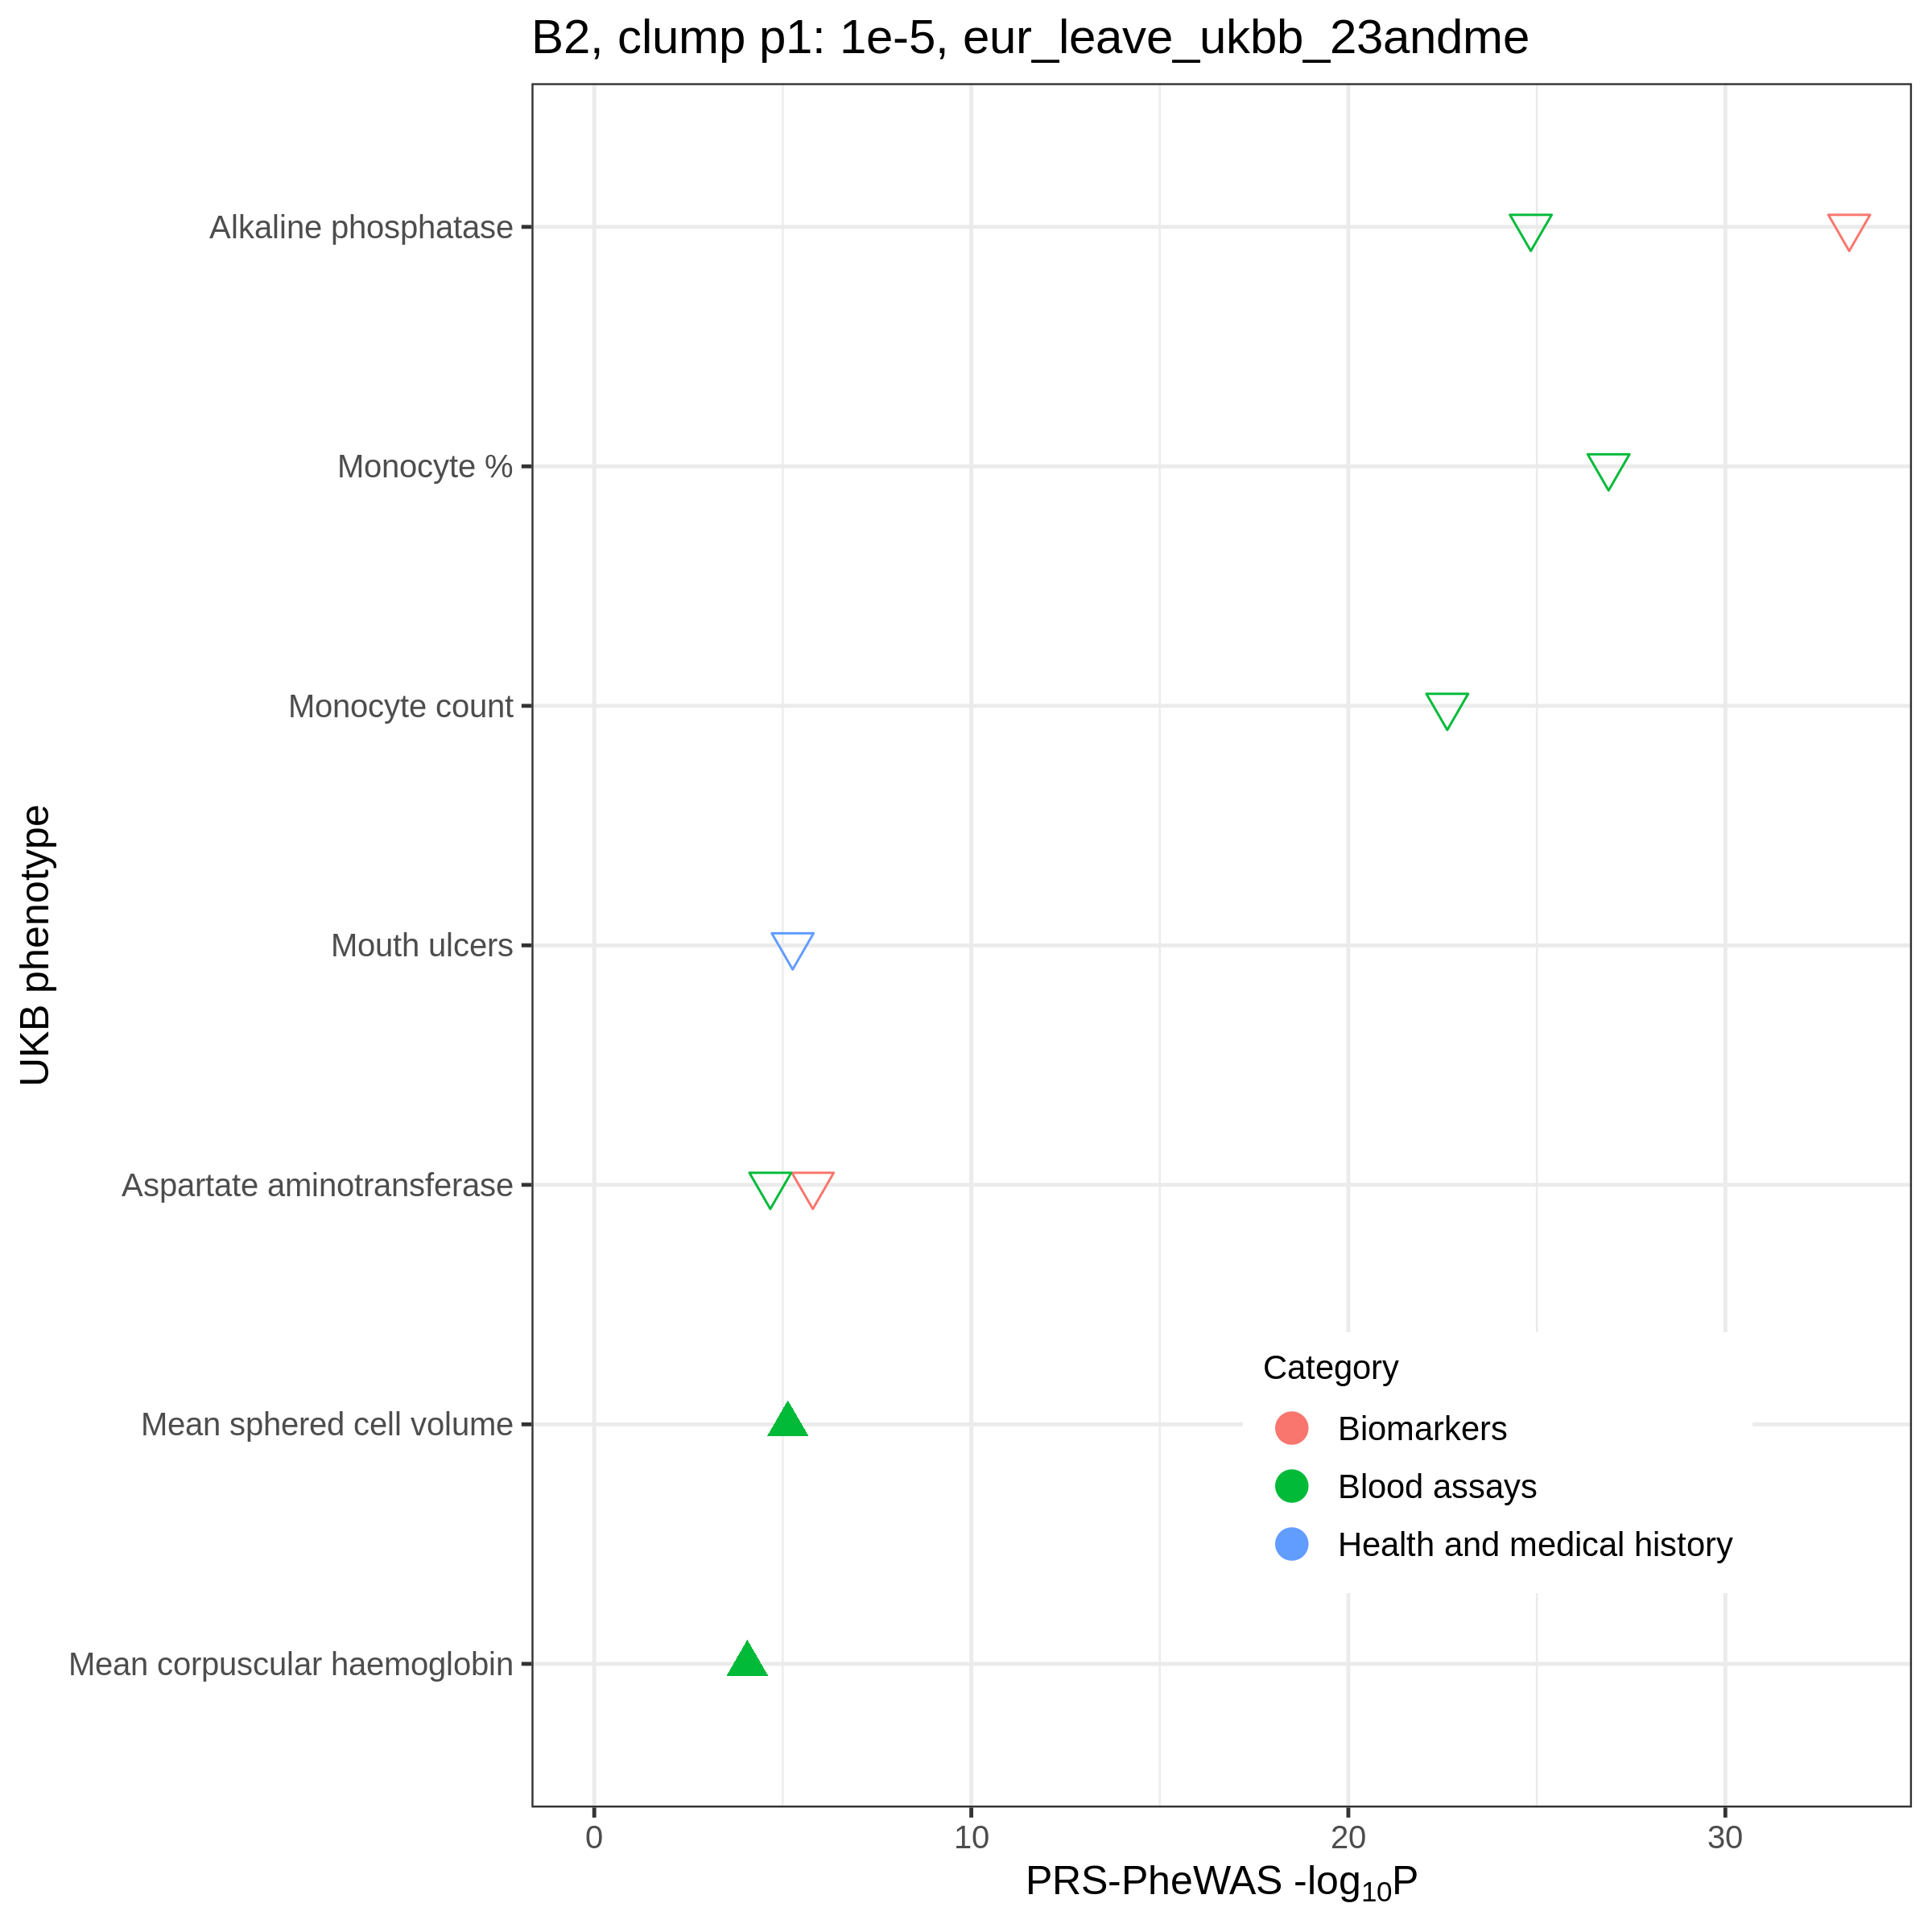 B2, clump p1: 1e-5, eur_leave_ukbb_23andme
UKB phenotype
Alkaline phosphatase
Monocyte %
Monocyte count
Mouth ulcers
Aspartate aminotransferase
Mean sphered cell volume
Mean corpuscular haemoglobin
Category
Biomarkers
Blood assays
Health and medical history
0 10 20 30
PRS-PheWAS -log10P